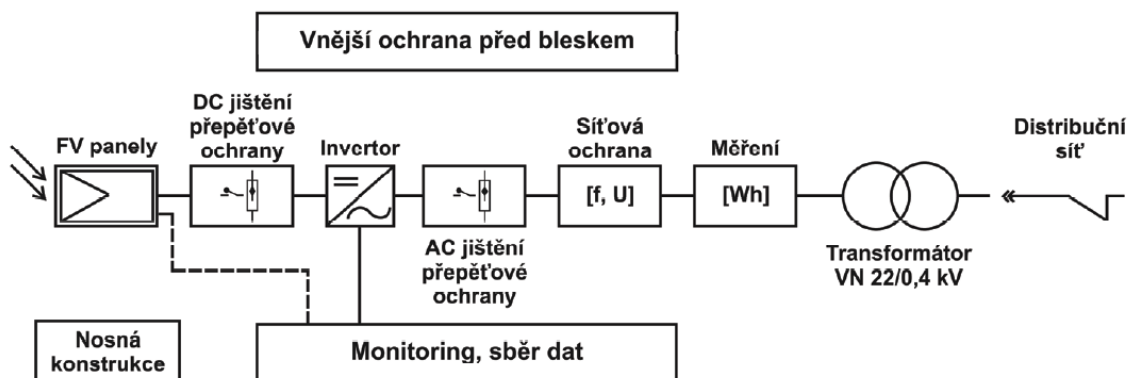 Vnější ochrana před bleskem
FV panely
DC jištění
přepěťové
ochrany
Invertor
AC jištění
přepěťové
ochrany
Síťová
ochrana
[f, U]
Měření
[Wh]
Transformátor
VN 22/0,4 kV
Distribuční
síť
Nosná
konstrukce
Monitoring, sběr dat